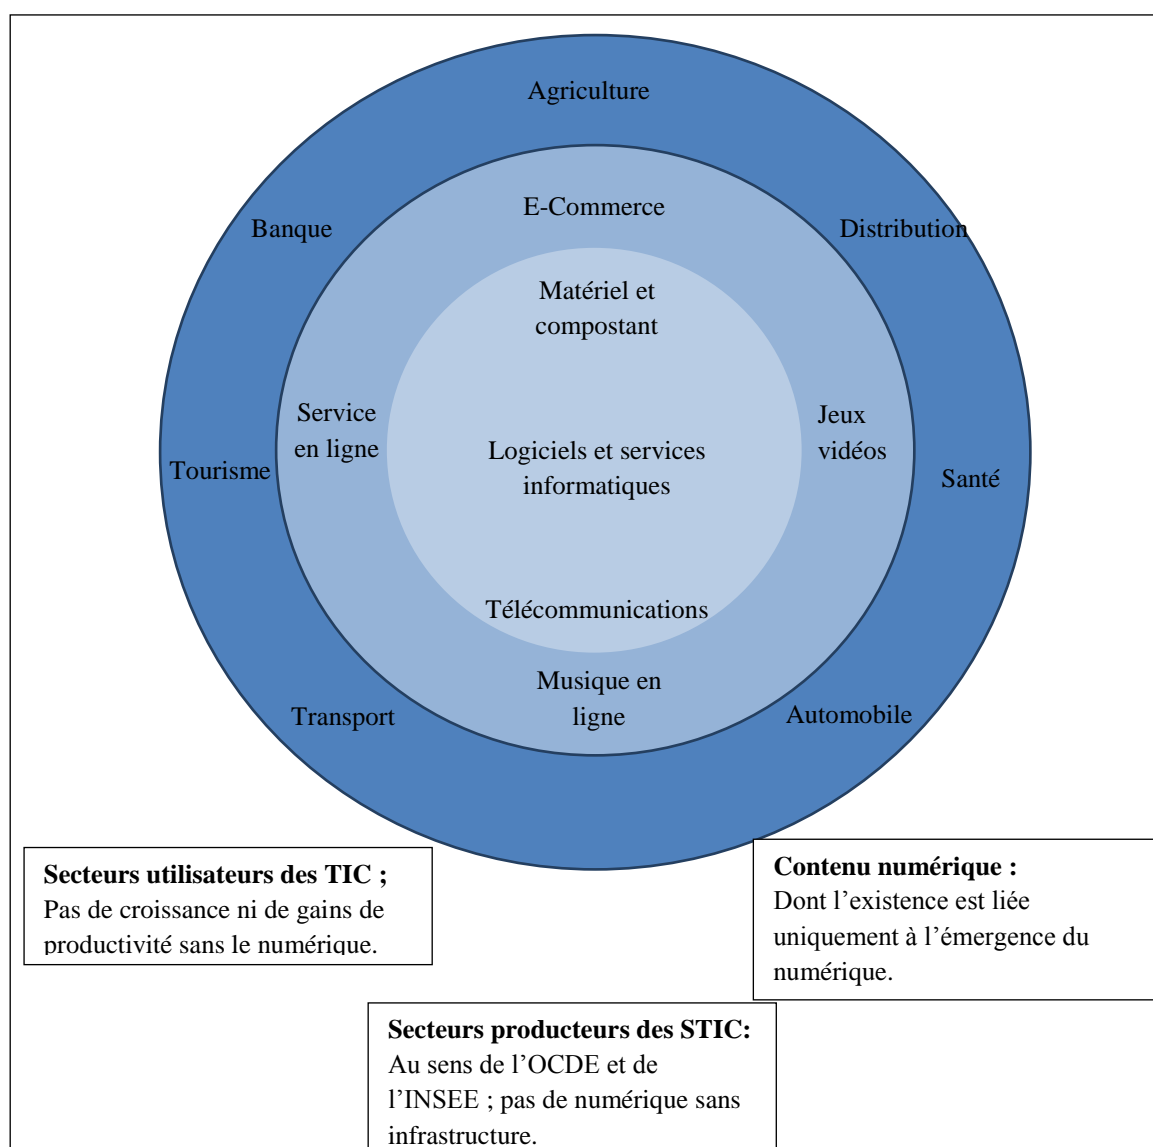 Agriculture
E-Commerce
Banque
Distribution
Matériel et
compostant
Service
en ligne
Jeux
vidéos
Logiciels et services
informatiques
Tourisme
Santé
Télécommunications
Musique en
ligne
Transport
Automobile
Secteurs utilisateurs des TIC ;
Pas de croissance ni de gains de
productivité sans le numérique.
Contenu numérique :
Dont l’existence est liée
uniquement à l’émergence du
numérique.
Secteurs producteurs des STIC:
Au sens de l’OCDE et de
l’INSEE ; pas de numérique sans
infrastructure.